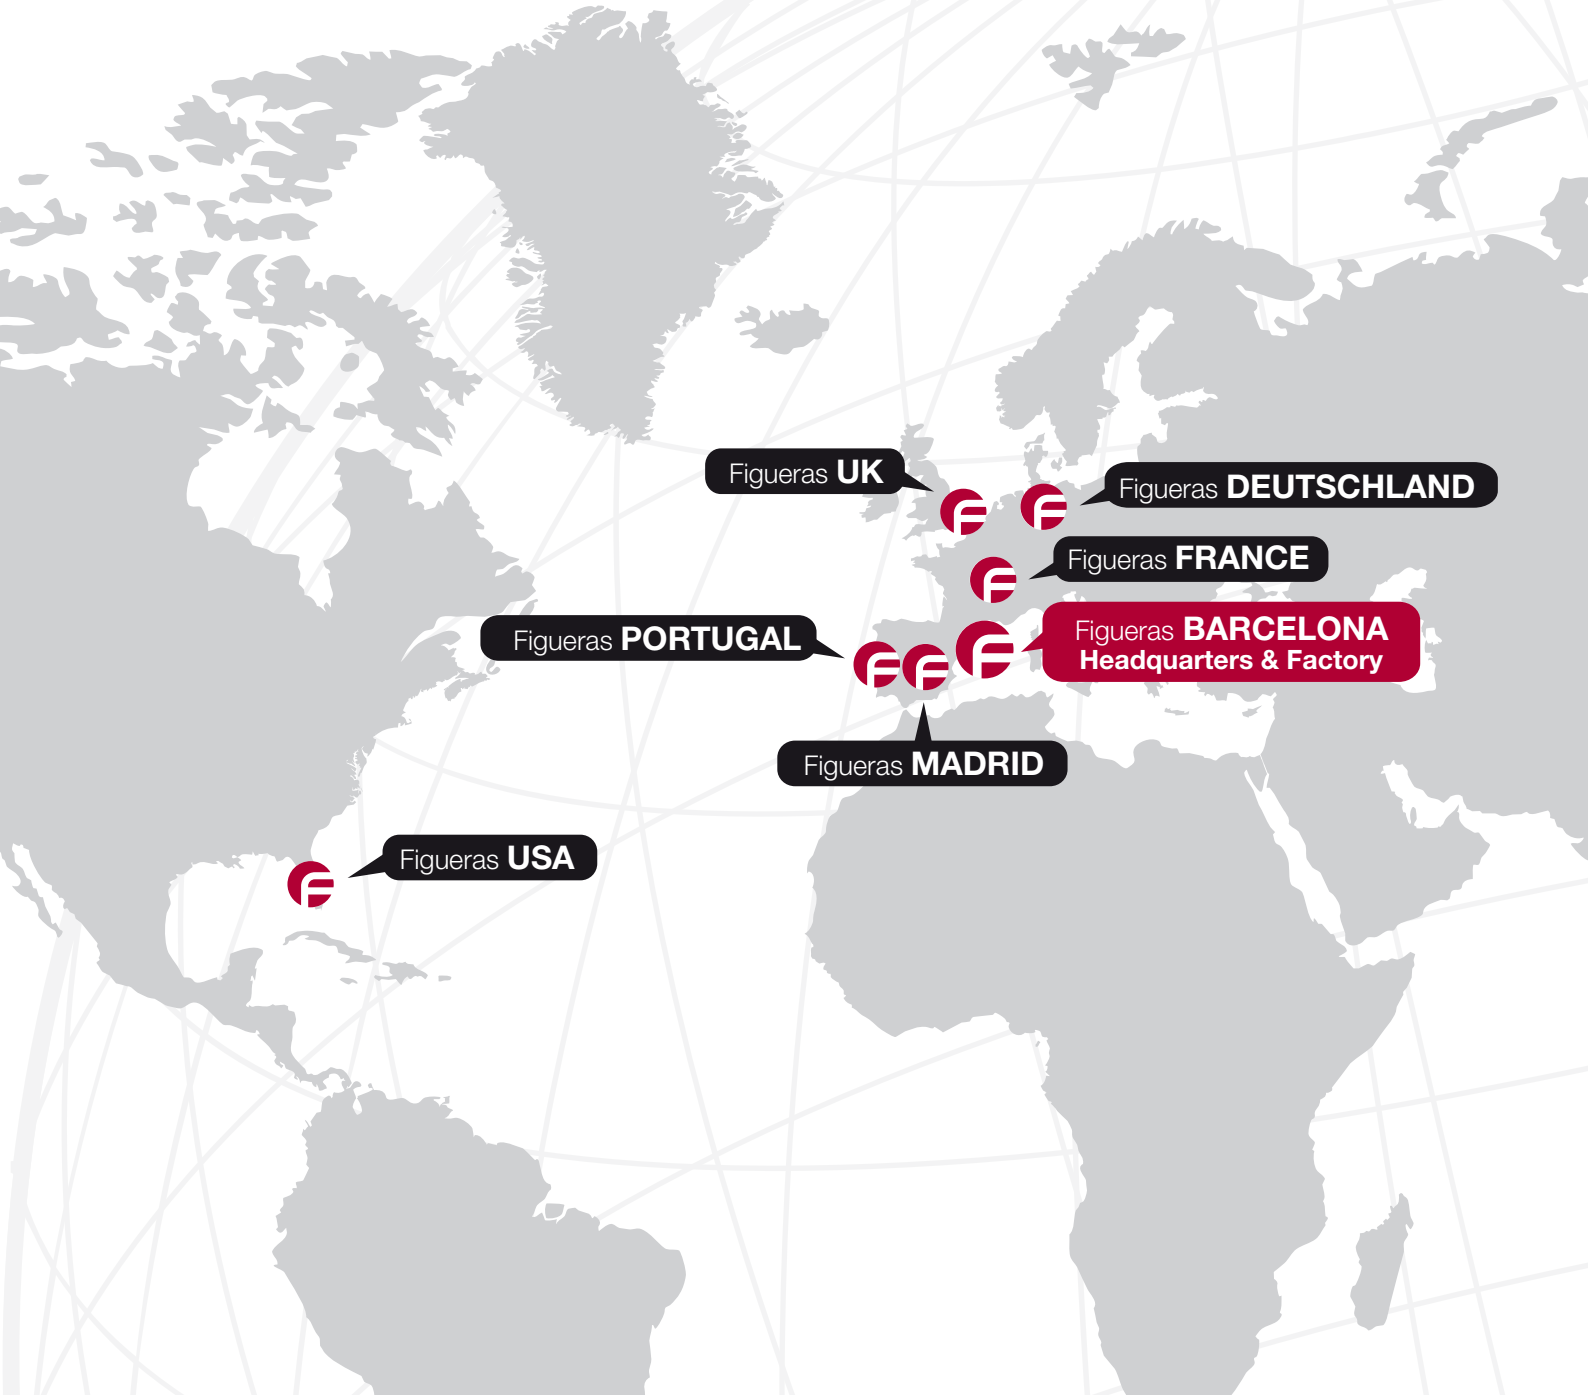 Figueras UK
Figueras DEUTSCHLAND
Figueras FRANCE
Figueras PORTUGAL
Figueras BARCELONA
Headquarters & Factory
Figueras MADRID
Figueras USA